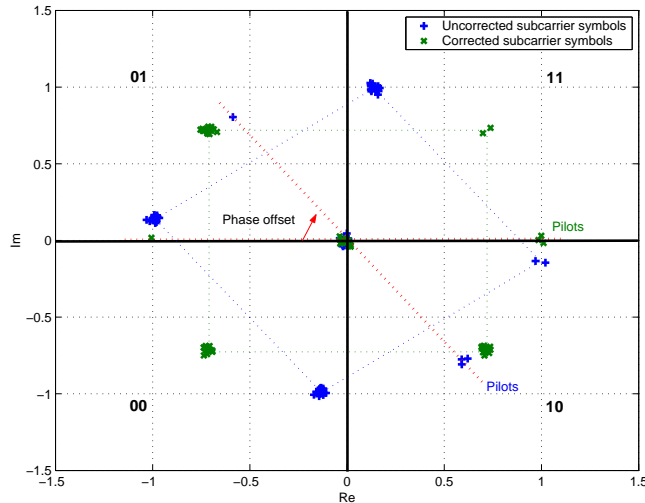 1.5
Uncorrected subcarrier symbols
Corrected subcarrier symbols
01
11
1
0.5
Phase offset
Pilots
0
Im
−0.5
Pilots
−1
00
10
−1.5
−1.5
−1
−0.5
0
0.5
1
1.5
Re